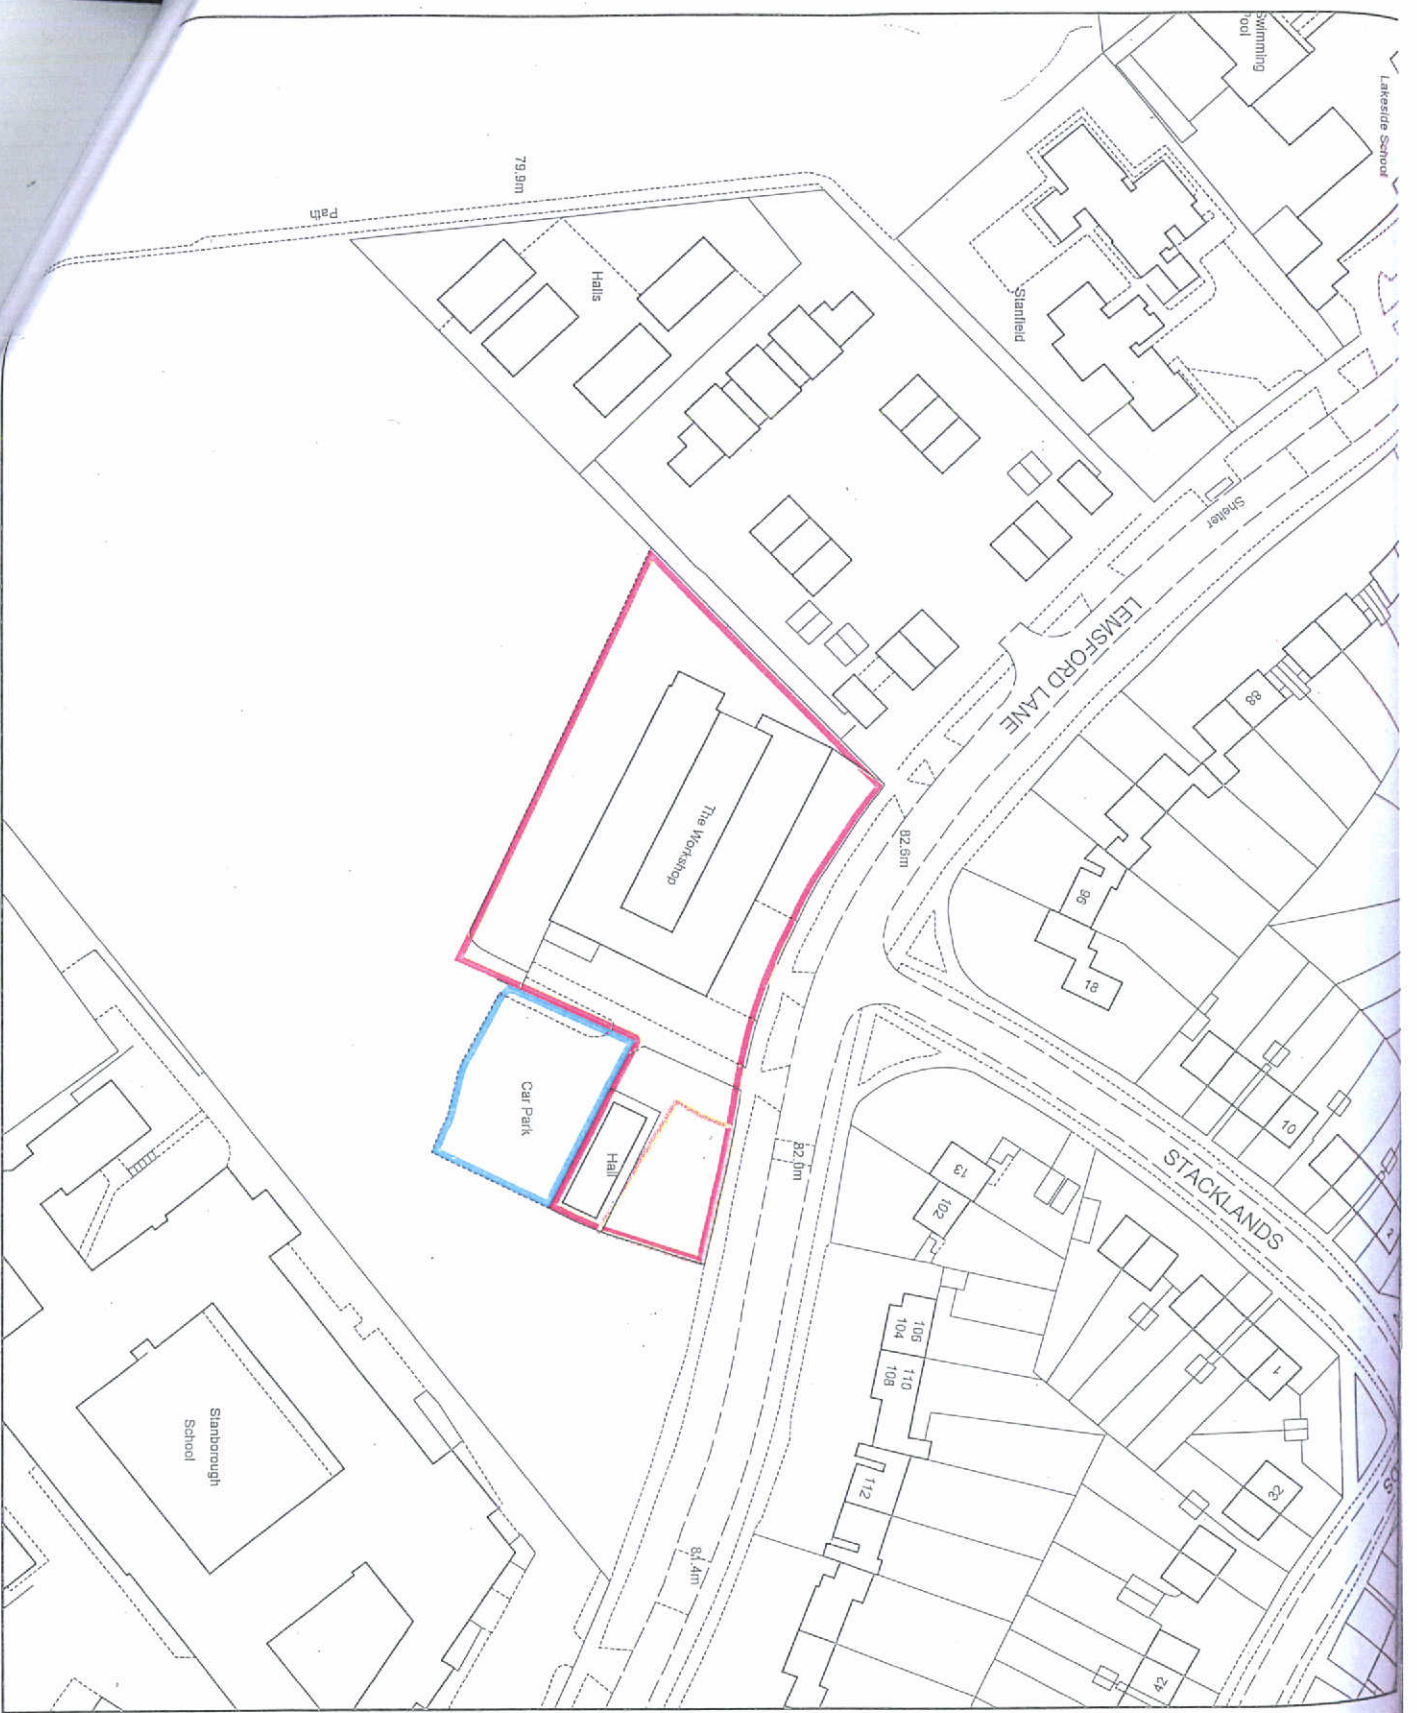 Swimming
Pool
Lakeside School
79.9m
Path
Halls
Stanfield
Shelter
LEMSFORD LANE
88
82.6m
The Workshop
96
18
Car Park
Hall
82.0m
10
2
STACKLANDS
13
102
106
104
110
108
1
112
32
DS
Stanborough
School
81.4m
42